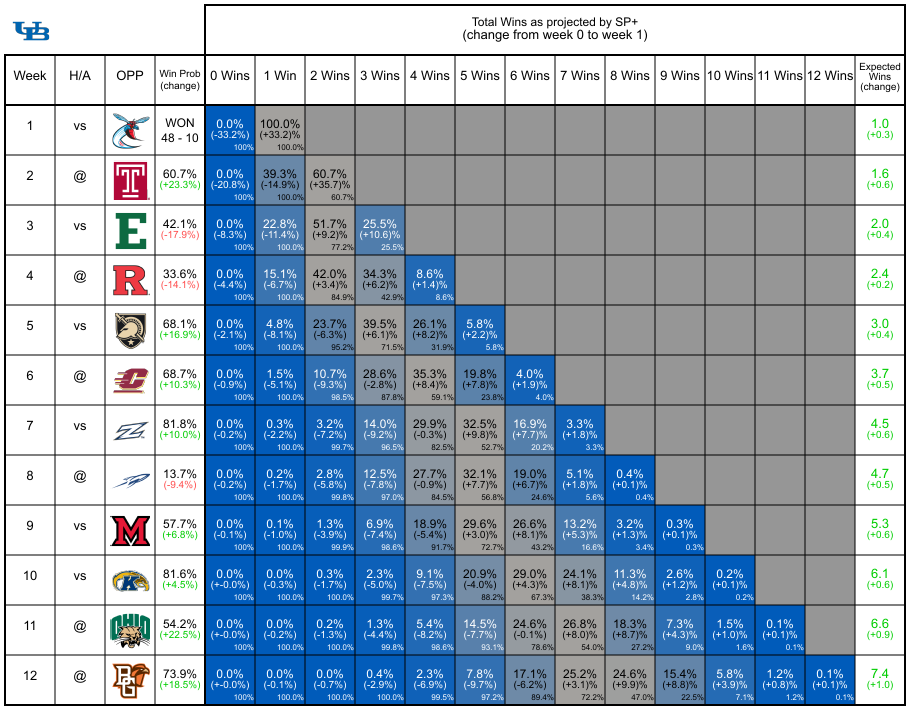 UB
Total Wins as projected by SP+
(change from week 0 to week 1)
Week H/A OPP Win Prob (change) 0 Wins 1 Win 2 Wins 3 Wins 4 Wins 5 Wins 6 Wins 7 Wins 8 Wins 9 Wins 10 Wins 11 Wins 12 Wins Expected Wins (change)
1 vs WON 0.0% 100.0% 1.0
48 - 10 (-33.2%) (+33.2)% (+0.3)
100% 100.0%
2 @ T 60.7% 0.0% 39.3% 60.7% 1.6
(+23.3%) (-20.8%) (-14.9%) (+35.7)% (+0.6)
100% 100.0% 60.7%
3 vs E 42.1% 0.0% 22.8% 51.7% 25.5% 2.0
(-17.9%) (-8.3%) (-11.4%) (+9.2)% (+10.6)% (+0.4)
100% 100.0% 77.2% 25.5%
4 @ R 33.6% 0.0% 15.1% 42.0% 34.3% 8.6% 2.4
(-14.1%) (-4.4%) (-6.7%) (+3.4)% (+6.2)% (+1.4)% (+0.2)
100% 100.0% 84.9% 42.9% 8.6%
5 vs 68.1% 0.0% 4.8% 23.7% 39.5% 26.1% 5.8% 3.0
(+16.9%) (-2.1%) (-8.1%) (-6.3%) (+6.1)% (+8.2)% (+2.2)% (+0.4)
100% 100.0% 95.2% 71.5% 31.9% 5.8%
6 @ C 68.7% 0.0% 1.5% 10.7% 28.6% 35.3% 19.8% 4.0% 3.7
(+10.3%) (-0.9%) (-5.1%) (-9.3%) (-2.8%) (+8.4)% (+7.8)% (+1.9)% (+0.5)
100% 100.0% 98.5% 87.8% 59.1% 23.8% 4.0%
7 vs 81.8% 0.0% 0.3% 3.2% 14.0% 29.9% 32.5% 16.9% 3.3% 4.5
(+10.0%) (-0.2%) (-2.2%) (-7.2%) (-9.2%) (-0.3%) (+9.8)% (+7.7)% (+1.8)% (+0.6)
100% 100.0% 99.7% 96.5% 82.5% 52.7% 20.2% 3.3%
8 @ 13.7% 0.0% 0.2% 2.8% 12.5% 27.7% 32.1% 19.0% 5.1% 0.4% 4.7
(-9.4%) (-0.2%) (-1.7%) (-5.8%) (-7.8%) (-0.9%) (+7.7)% (+6.7)% (+1.8)% (+0.1)% (+0.5)
100% 100.0% 99.8% 97.0% 84.5% 56.8% 24.6% 5.6% 0.4%
9 vs M 57.7% 0.0% 0.1% 1.3% 6.9% 18.9% 29.6% 26.6% 13.2% 3.2% 0.3% 5.3
(+6.8%) (-0.1%) (-1.0%) (-3.9%) (-7.4%) (-5.4%) (+3.0)% (+8.1)% (+5.3)% (+1.3)% (+0.1)% (+0.6)
100% 100.0% 99.9% 98.6% 91.7% 72.7% 43.2% 16.6% 3.4% 0.3%
10 vs K 81.6% 0.0% 0.0% 0.3% 2.3% 9.1% 20.9% 29.0% 24.1% 11.3% 2.6% 0.2% 6.1
(+4.5%) (+-0.0%) (-0.3%) (-1.7%) (-5.0%) (-7.5%) (-4.0%) (+4.3)% (+8.1)% (+4.8)% (+1.2)% (+0.1)% (+0.6)
100% 100.0% 100.0% 99.7% 97.3% 88.2% 67.3% 38.3% 14.2% 2.8% 0.2%
11 @ OHIO 54.2% 0.0% 0.0% 0.2% 1.3% 5.4% 14.5% 24.6% 26.8% 18.3% 7.3% 1.5% 0.1% 6.6
(+22.5%) (+-0.0%) (-0.2%) (-1.3%) (-4.4%) (-8.2%) (-7.7%) (-0.1%) (+8.0)% (+8.7)% (+4.3)% (+1.0)% (+0.1)% (+0.9)
100% 100.0% 100.0% 99.8% 98.6% 93.1% 78.6% 54.0% 27.2% 9.0% 1.6% 0.1%
12 @ BG 73.9% 0.0% 0.0% 0.0% 0.4% 2.3% 7.8% 17.1% 25.2% 24.6% 15.4% 5.8% 1.2% 0.1% 7.4
(+18.5%) (+-0.0%) (-0.1%) (-0.7%) (-2.9%) (-6.9%) (-9.7%) (-6.2%) (+3.1)% (+9.9)% (+8.8)% (+3.9)% (+0.8)% (+0.1)% (+1.0)
100% 100.0% 100.0% 100.0% 99.5% 97.2% 89.4% 72.2% 47.0% 22.5% 7.1% 1.2% 0.1%